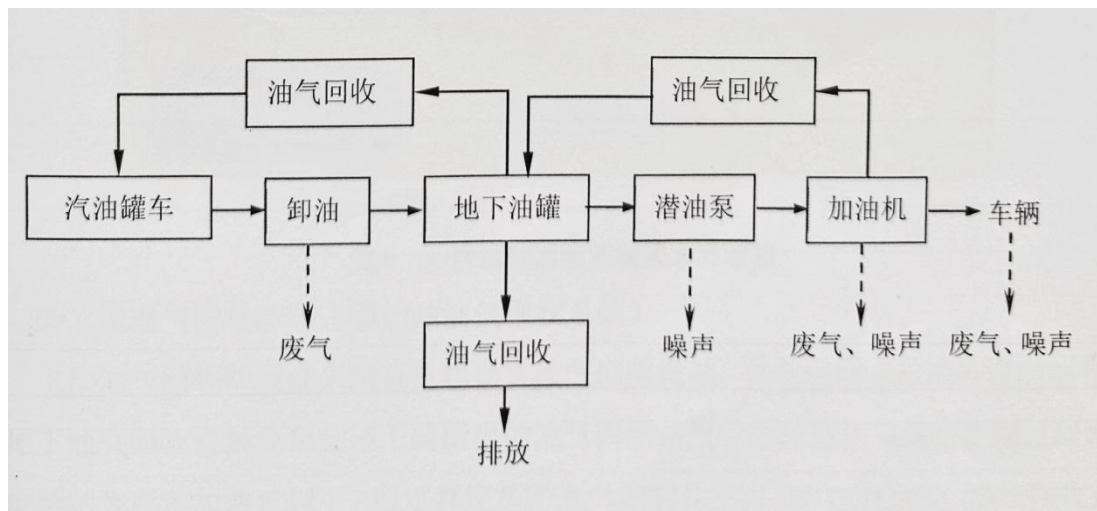 油气回收
油气回收
汽油罐车
卸油
地下油罐
潜油泵
加油机
车辆
废气
油气回收
噪声
废气、噪声
废气、噪声
排放